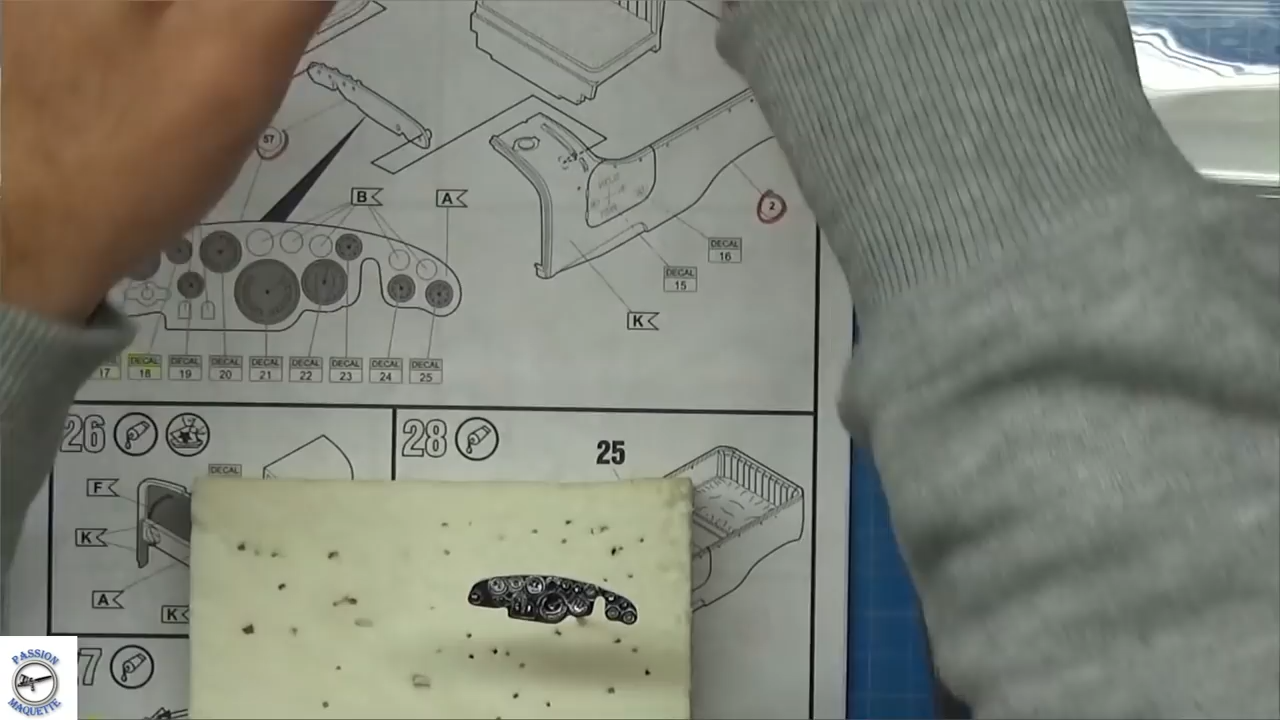 57
B
A
2
DECAL
16
DECAL
15
K
17
DECAL
18
DECAL
19
DECAL
20
DECAL
21
DECAL
22
DECAL
23
DECAL
24
DECAL
25
26
28
25
DECAL
F
K
A
K
7
PASSION
MAQUETTE